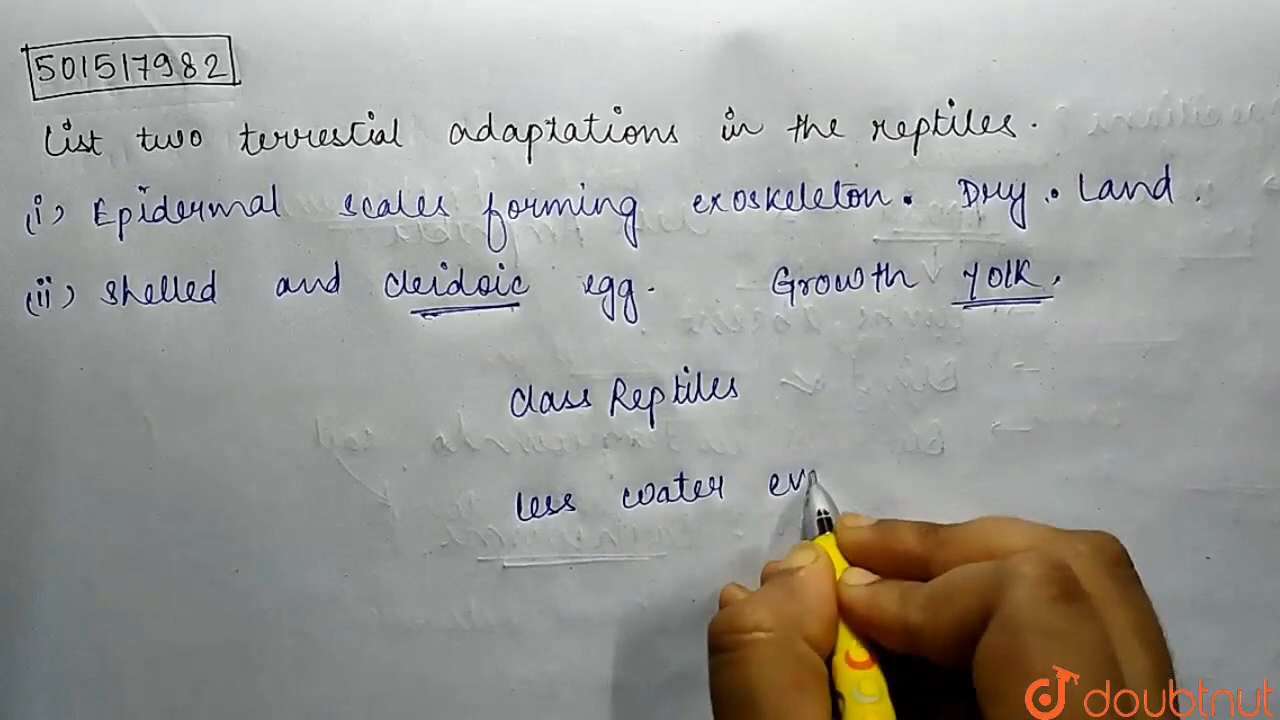 501517982
List two terrestial adaptations in the reptiles.
(i) Epidermal scales forming exoskeleton. Dry. Land.
(ii) Shelled and cleidoic egg. Growth Yolk.
class Reptiles
less water ev
doubtnut